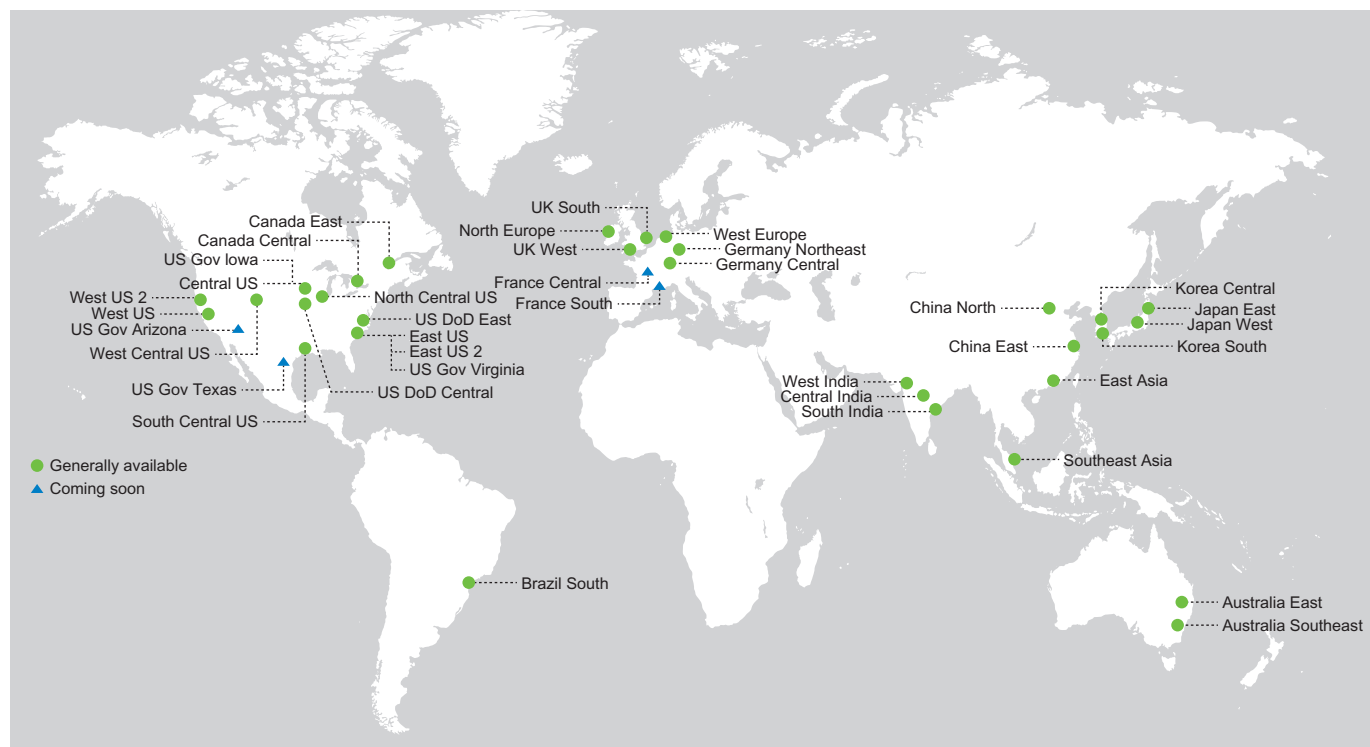 Canada East
Canada Central
US Gov Iowa
Central US
West US 2
West US
US Gov Arizona
West Central US
US Gov Texas
South Central US
North Central US
US DoD East
East US
East US 2
US Gov Virginia
US DoD Central
Generally available
Coming soon
Brazil South
UK South
North Europe
UK West
West Europe
Germany Northeast
Germany Central
France Central
France South
China North
China East
Korea Central
Japan East
Japan West
Korea South
East Asia
West India
Central India
South India
Southeast Asia
Australia East
Australia Southeast